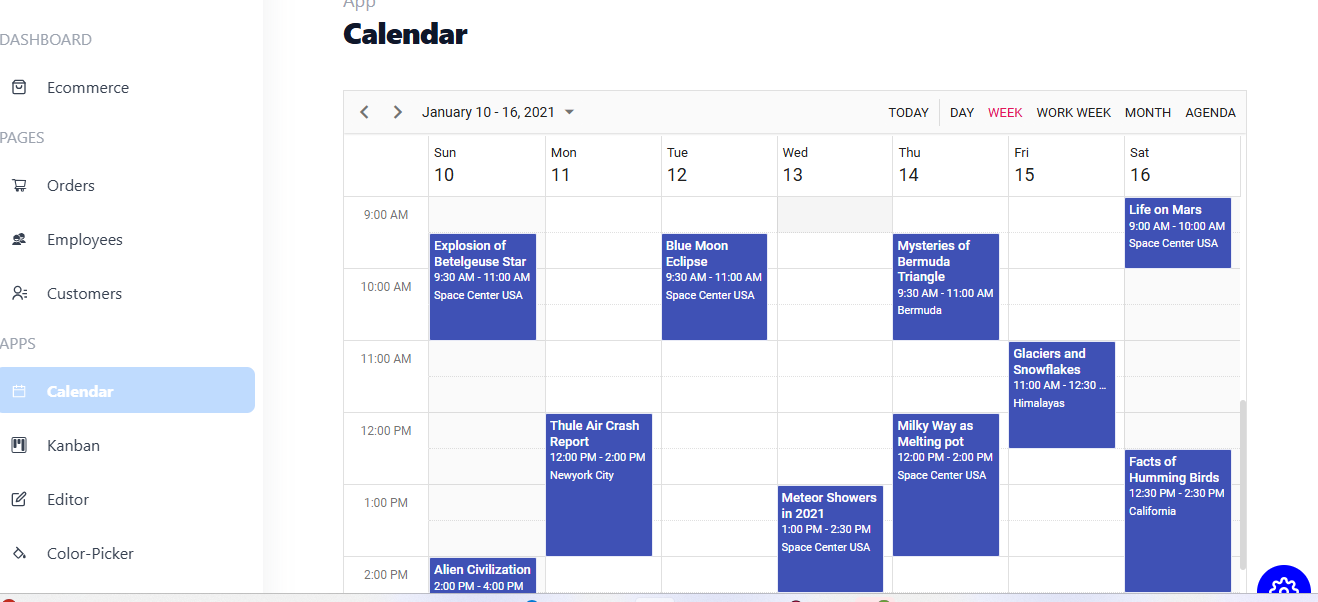 App
Calendar
DASHBOARD
Ecommerce
PAGES
Orders
Employees
Customers
APPS
Calendar
Kanban
Editor
Color-Picker
January 10 - 16, 2021
TODAY DAY WEEK WORK WEEK MONTH AGENDA
Sun Mon Tue Wed Thu Fri Sat
10 11 12 13 14 15 16
9:00 AM
10:00 AM
11:00 AM
12:00 PM
1:00 PM
2:00 PM
Explosion of
Betelgeuse Star
9:30 AM - 11:00 AM
Space Center USA
Alien Civilization
2:00 PM - 4:00 PM
Thule Air Crash
Report
12:00 PM - 2:00 PM
Newyork City
Blue Moon
Eclipse
9:30 AM - 11:00 AM
Space Center USA
Meteor Showers
in 2021
1:00 PM - 2:30 PM
Space Center USA
Mysteries of
Bermuda
Triangle
9:30 AM - 11:00 AM
Bermuda
Milky Way as
Melting pot
12:00 PM - 2:00 PM
Space Center USA
Glaciers and
Snowflakes
11:00 AM - 12:30 ...
Himalayas
Life on Mars
9:00 AM - 10:00 AM
Space Center USA
Facts of
Humming Birds
12:30 PM - 2:30 PM
California